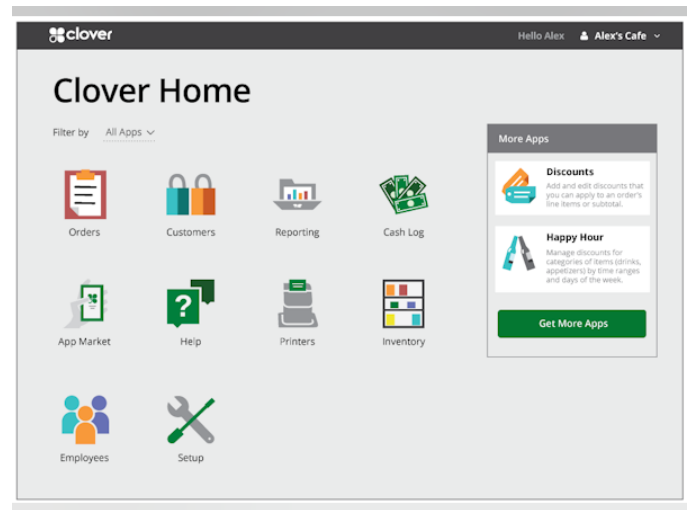 clover
Hello Alex Alex's Cafe
Clover Home
Filter by All Apps
Orders
Customers
Reporting
Cash Log
App Market
Help
Printers
Inventory
Employees
Setup
More Apps
Discounts
Add and edit discounts that
you can apply to an order's
line items or subtotal.
Happy Hour
Manage discounts for
categories of items (drinks,
appetizers) by time ranges
and days of the week.
Get More Apps